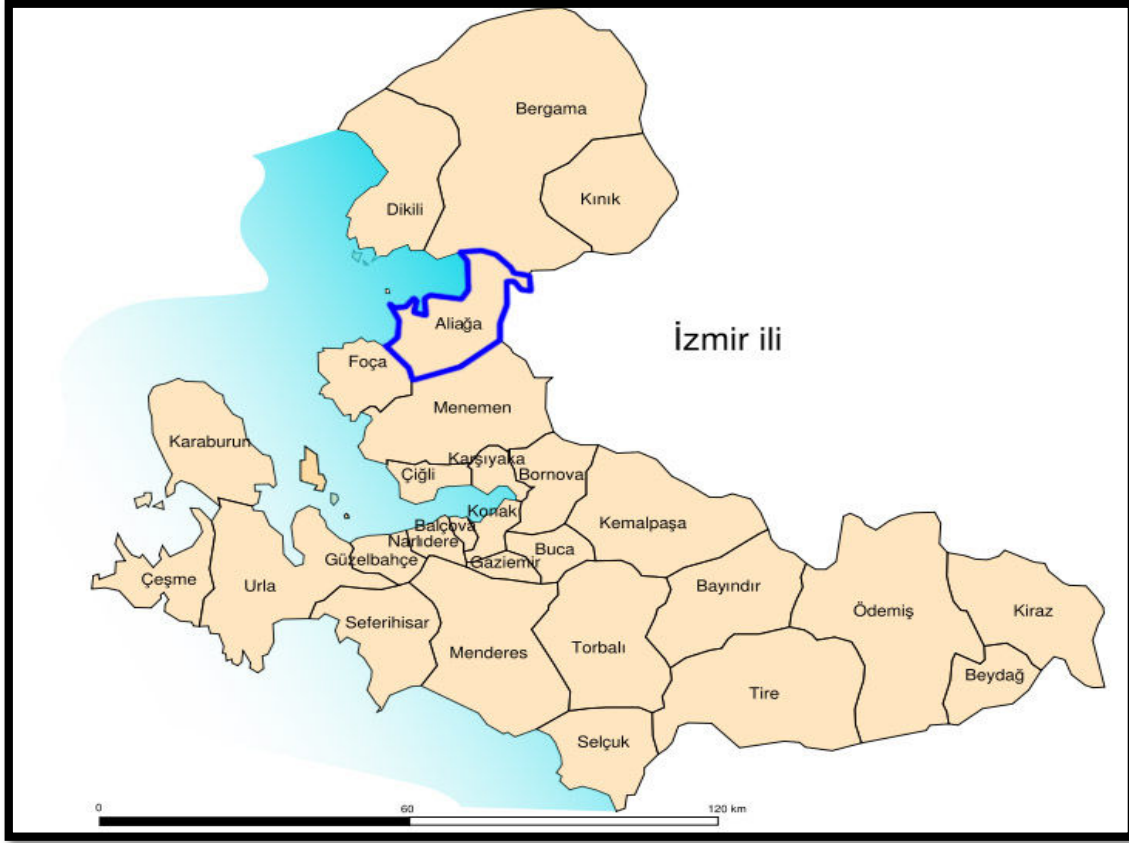 Bergama
Kınık
Dikili
Aliağa
İzmir ili
Foça
Menemen
Karaburun
Karşıyaka
Çiğli
Bornova
Konak
Kemalpaşa
Balçova
Narlıdere
Buca
Güzelbahçe
Gaziemir
Çeşme
Urla
Bayındır
Ödemiş
Kiraz
Seferihisar
Menderes
Torbalı
Beydağ
Tire
Selçuk
0 60 120 km